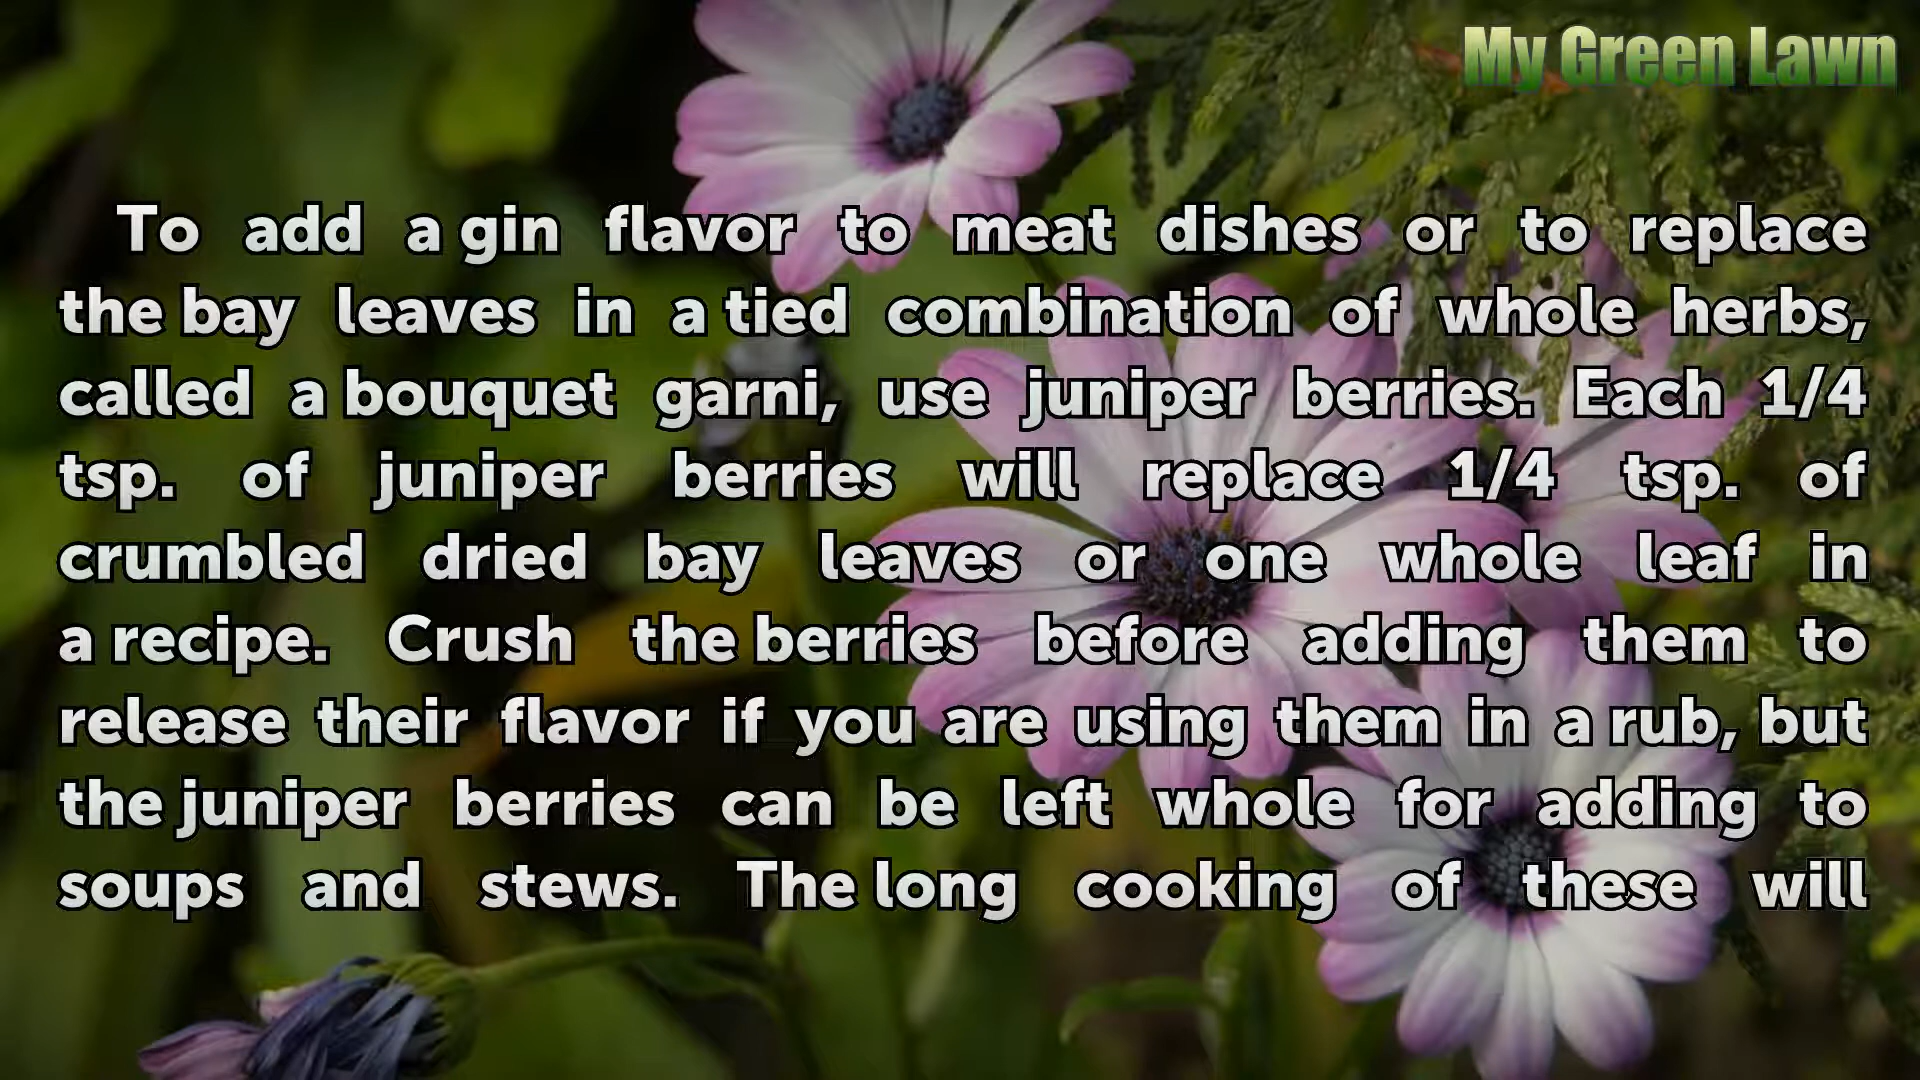 My Green Lawn
To add a gin flavor to meat dishes or to replace
the bay leaves in a tied combination of whole herbs,
called a bouquet garni, use juniper berries. Each 1/4
tsp. of juniper berries will replace 1/4 tsp. of
crumbled dried bay leaves or one whole leaf in
a recipe. Crush the berries before adding them to
release their flavor if you are using them in a rub, but
the juniper berries can be left whole for adding to
soups and stews. The long cooking of these will